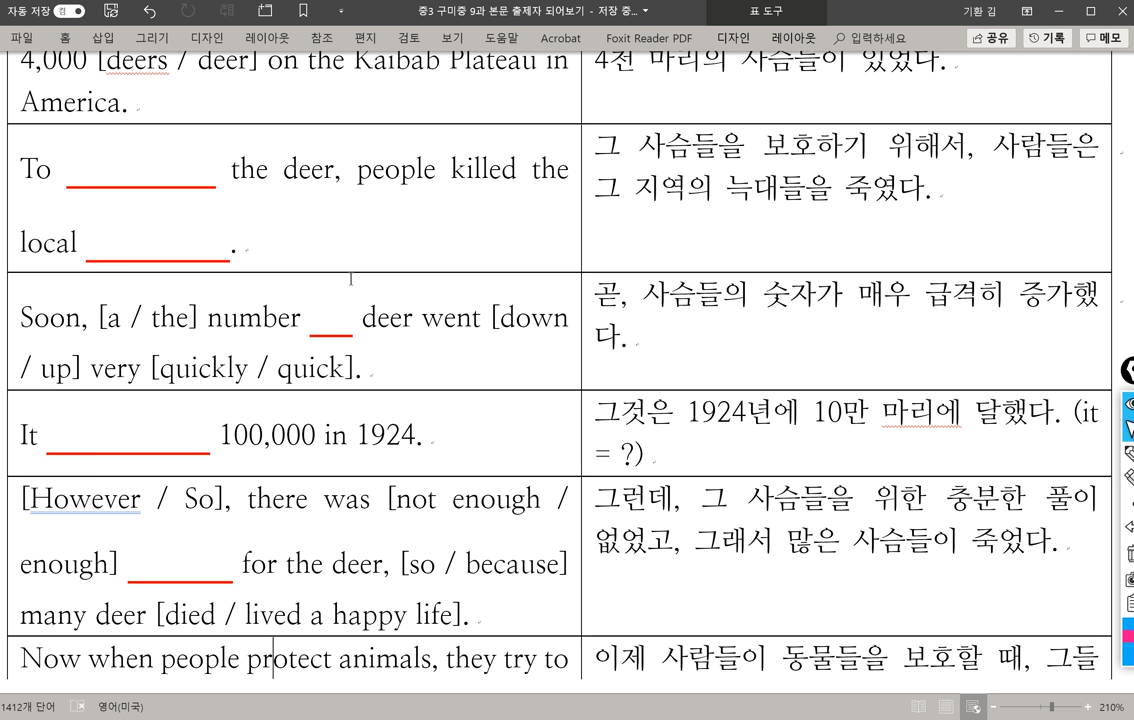 자동 저장 컴
중3 구미중 9과 본문 출제자 되어보기 - 저장 중...
표 도구
기환 김
파일 홈 삽입 그리기 디자인 레이아웃 참조 편지 검토 보기 도움말 Acrobat Foxit Reader PDF 디자인 레이아웃 입력하세요 공유 기록 메모
4,000 [deers / deer] on the Kaibab Plateau in
America.
4천 마리의 사슴들이 있었다.
To the deer, people killed the
local .
그 사슴들을 보호하기 위해서, 사람들은
그 지역의 늑대들을 죽였다.
Soon, [a / the] number deer went [down
/ up] very [quickly / quick].
곧, 사슴들의 숫자가 매우 급격히 증가했
다.
It 100,000 in 1924.
그것은 1924년에 10만 마리에 달했다. (it
= ?)
[However / So], there was [not enough /
enough] for the deer, [so / because]
many deer [died / lived a happy life].
그런데, 그 사슴들을 위한 충분한 풀이
없었고, 그래서 많은 사슴들이 죽었다.
Now when people protect animals, they try to
이제 사람들이 동물들을 보호할 때, 그들
1412개 단어 영어(미국) 210%